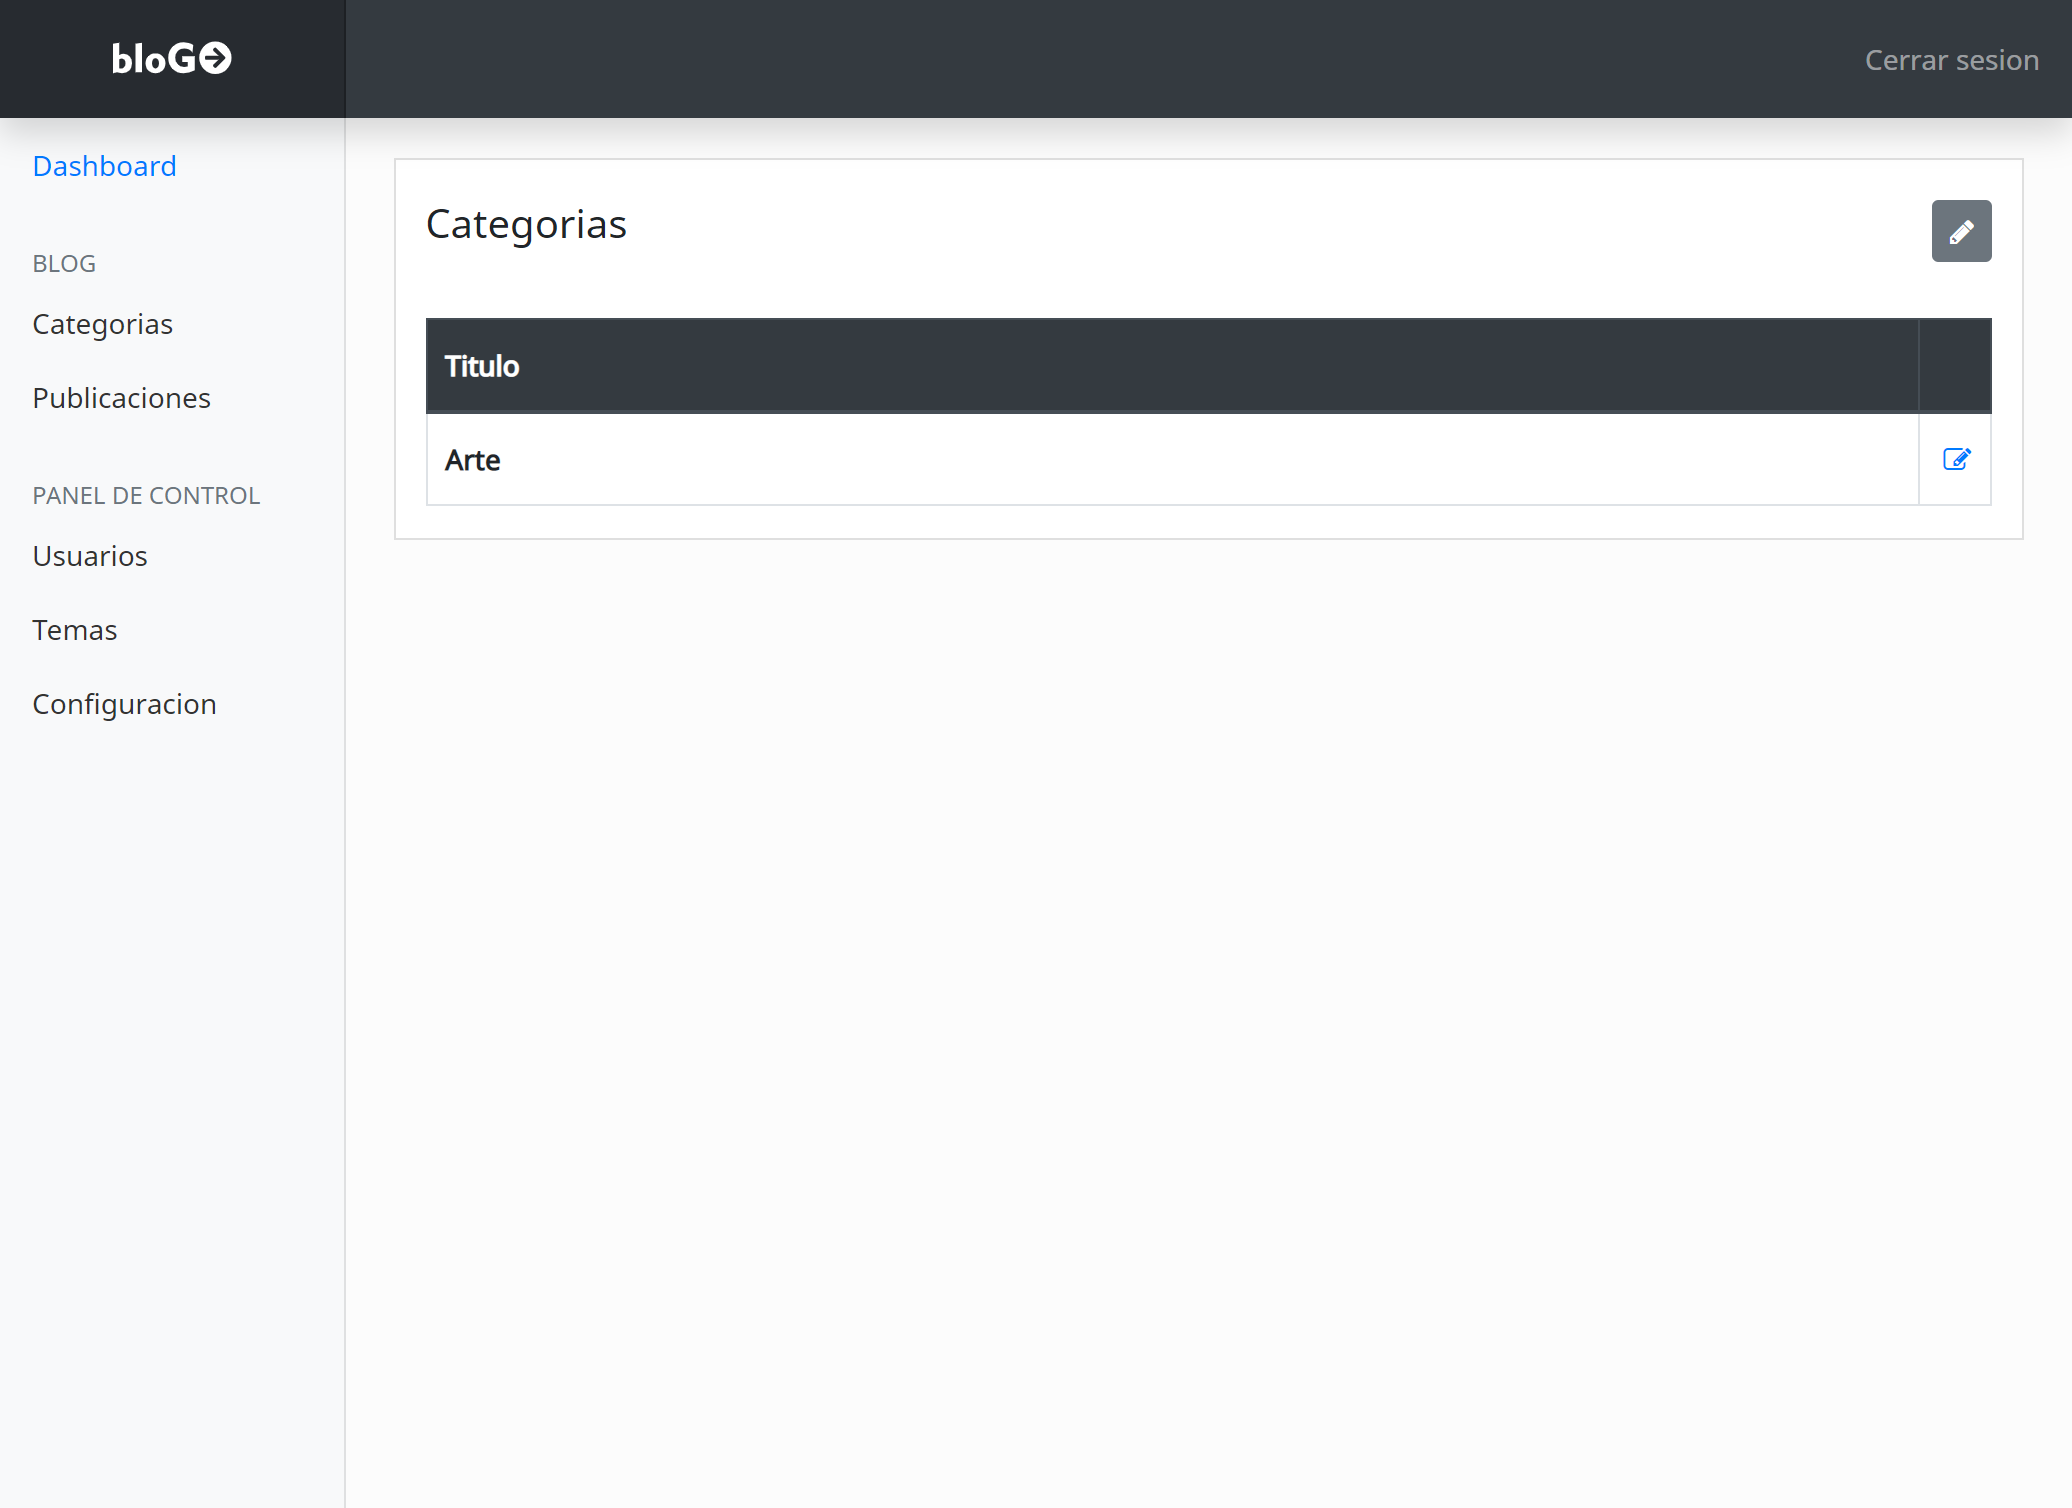 bloG
Cerrar sesion
Dashboard
BLOG
Categorias
Publicaciones
PANEL DE CONTROL
Usuarios
Temas
Configuracion
Categorias
Titulo
Arte